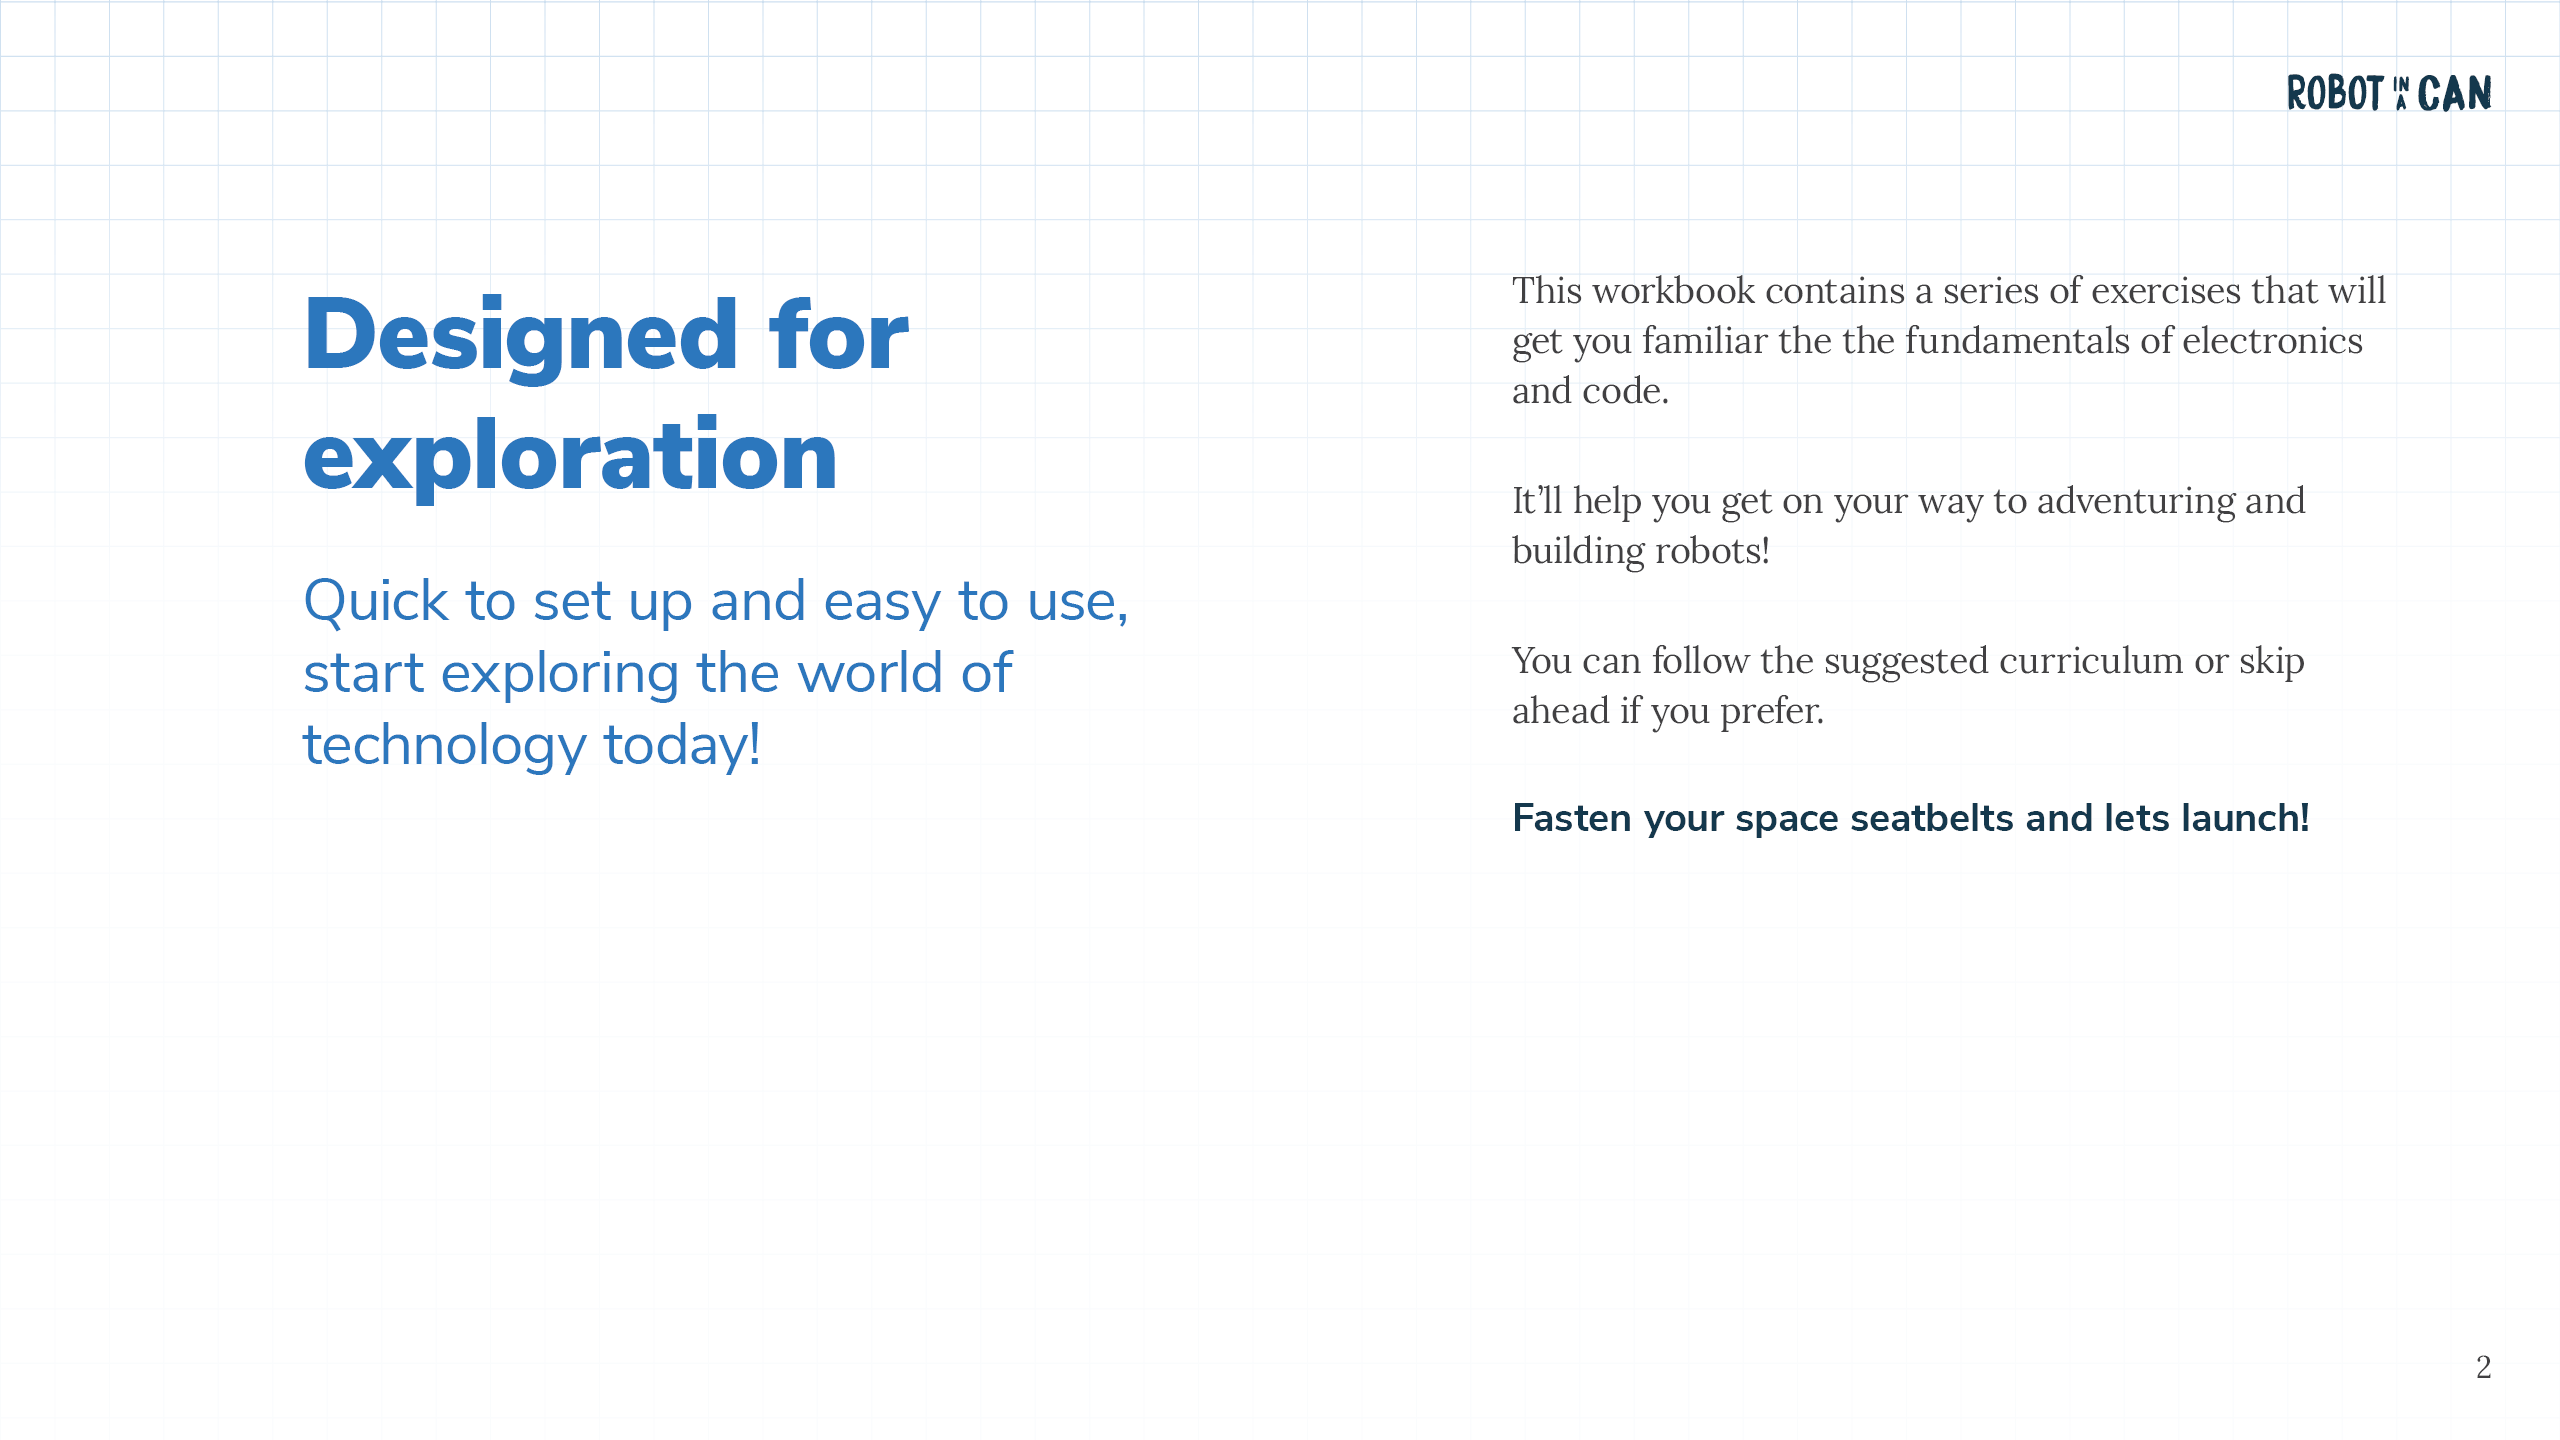 ROBOT IN A CAN
Designed for
exploration
Quick to set up and easy to use,
start exploring the world of
technology today!
This workbook contains a series of exercises that will
get you familiar the the fundamentals of electronics
and code.
It’ll help you get on your way to adventuring and
building robots!
You can follow the suggested curriculum or skip
ahead if you prefer.
Fasten your space seatbelts and lets launch!
2